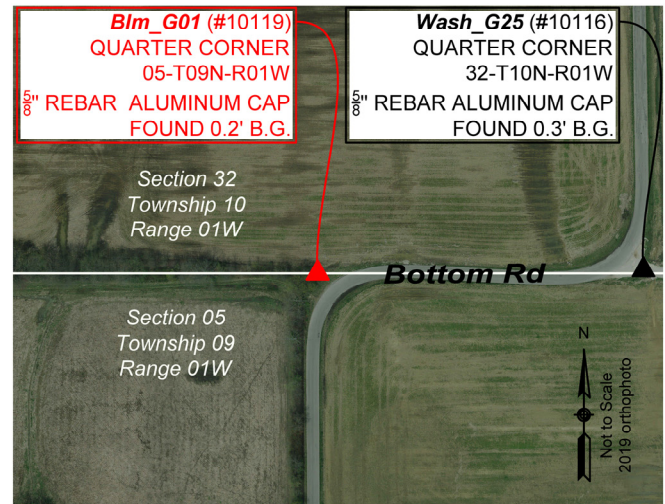 Blm_G01 (#10119)
QUARTER CORNER
05-T09N-R01W
5/8" REBAR ALUMINUM CAP
FOUND 0.2' B.G.
Wash_G25 (#10116)
QUARTER CORNER
32-T10N-R01W
5/8" REBAR ALUMINUM CAP
FOUND 0.3' B.G.
Section 32
Township 10
Range 01W
Bottom Rd
Section 05
Township 09
Range 01W
N
Not to Scale
2019 orthophoto